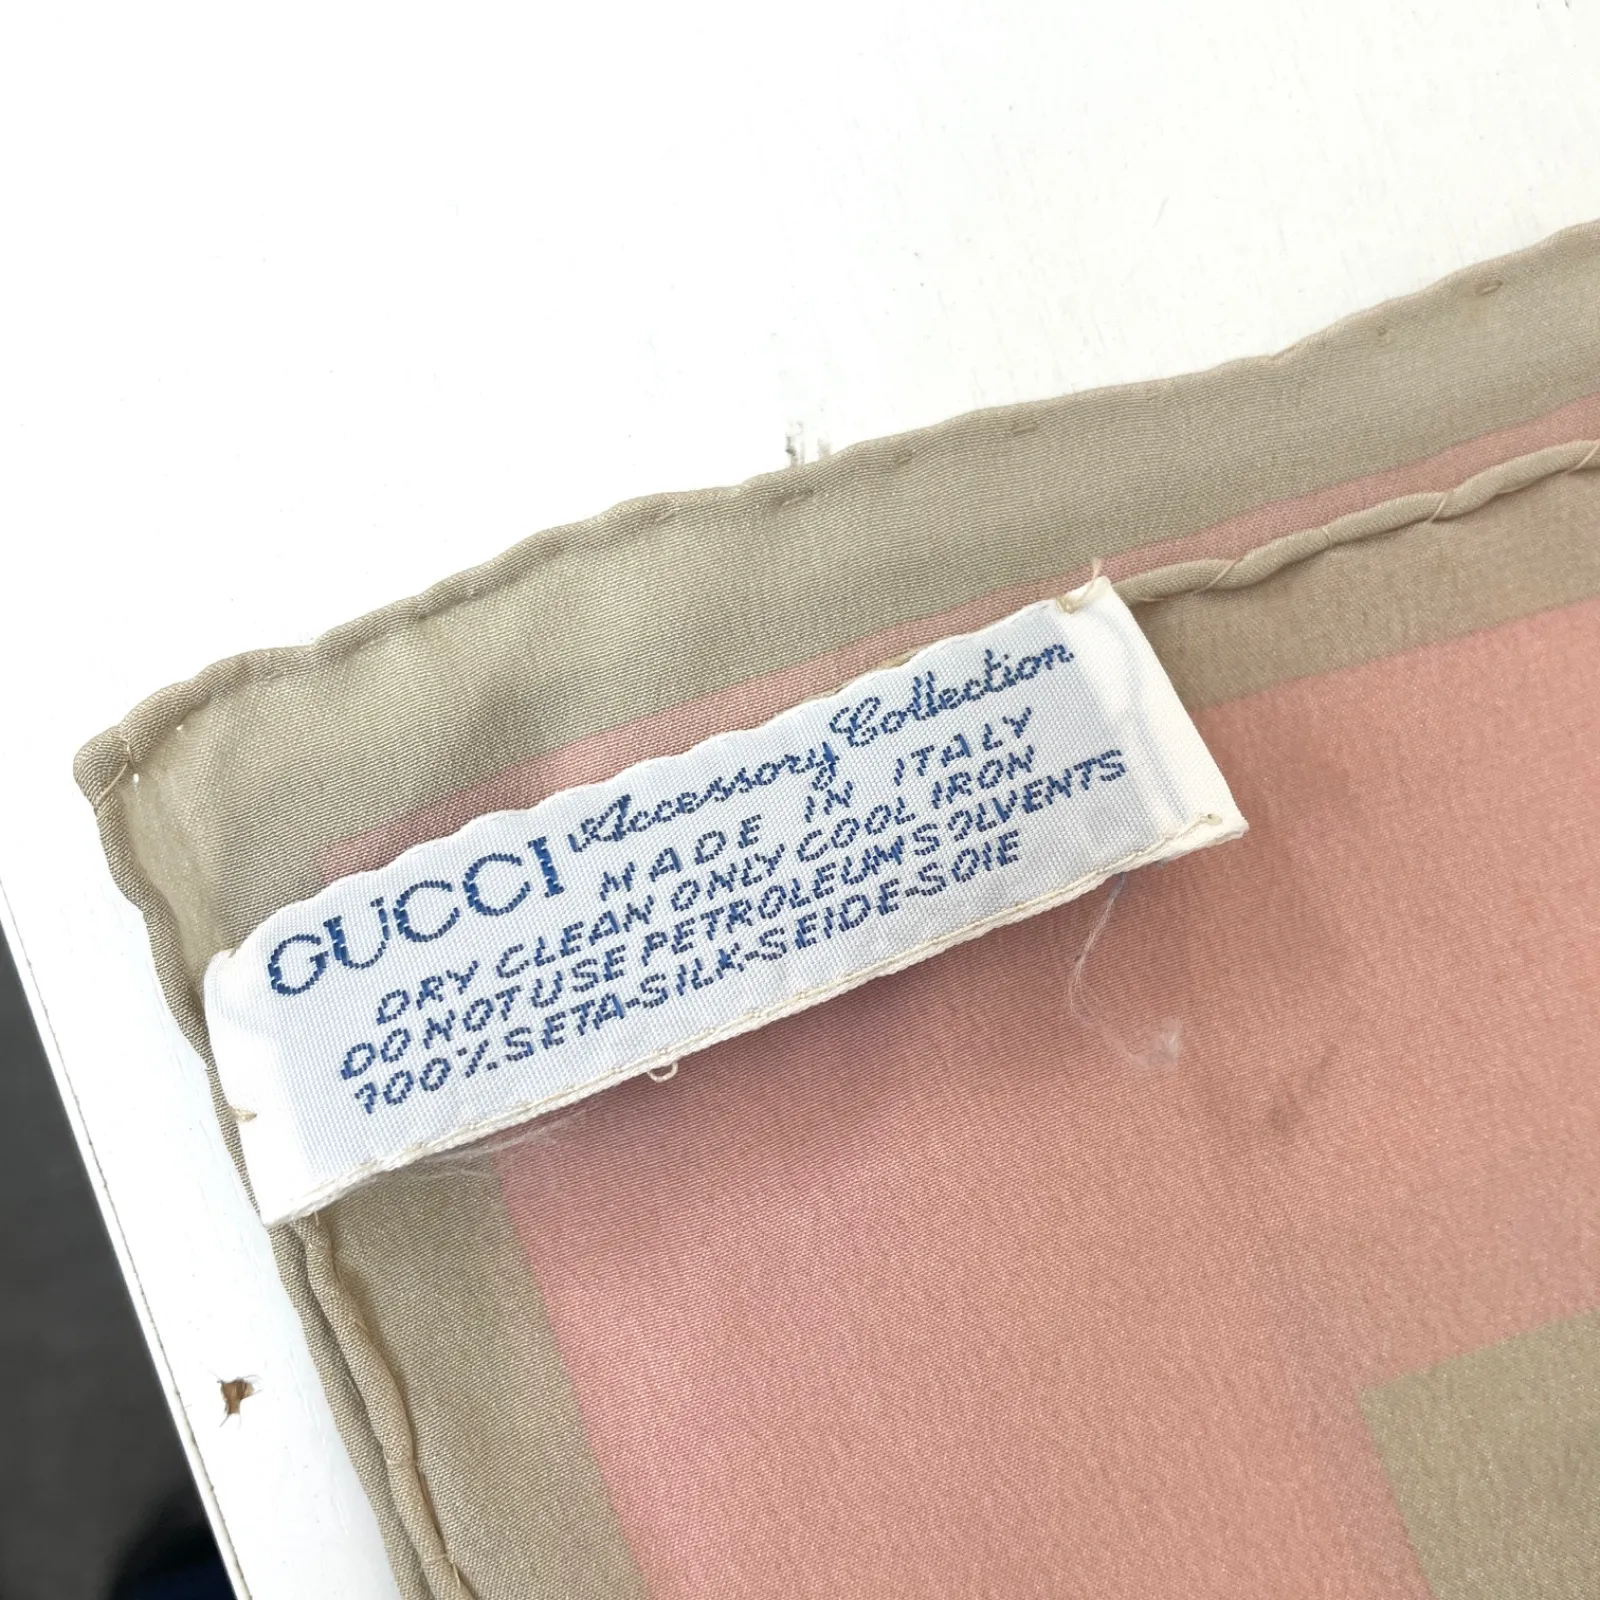 GUCCI Accessory Collection
MADE IN ITALY
DRY CLEAN ONLY COOL IRON
DO NOT USE PETROLEUM SOLVENTS
100%.SETA-SILK-SEIDE-SOIE